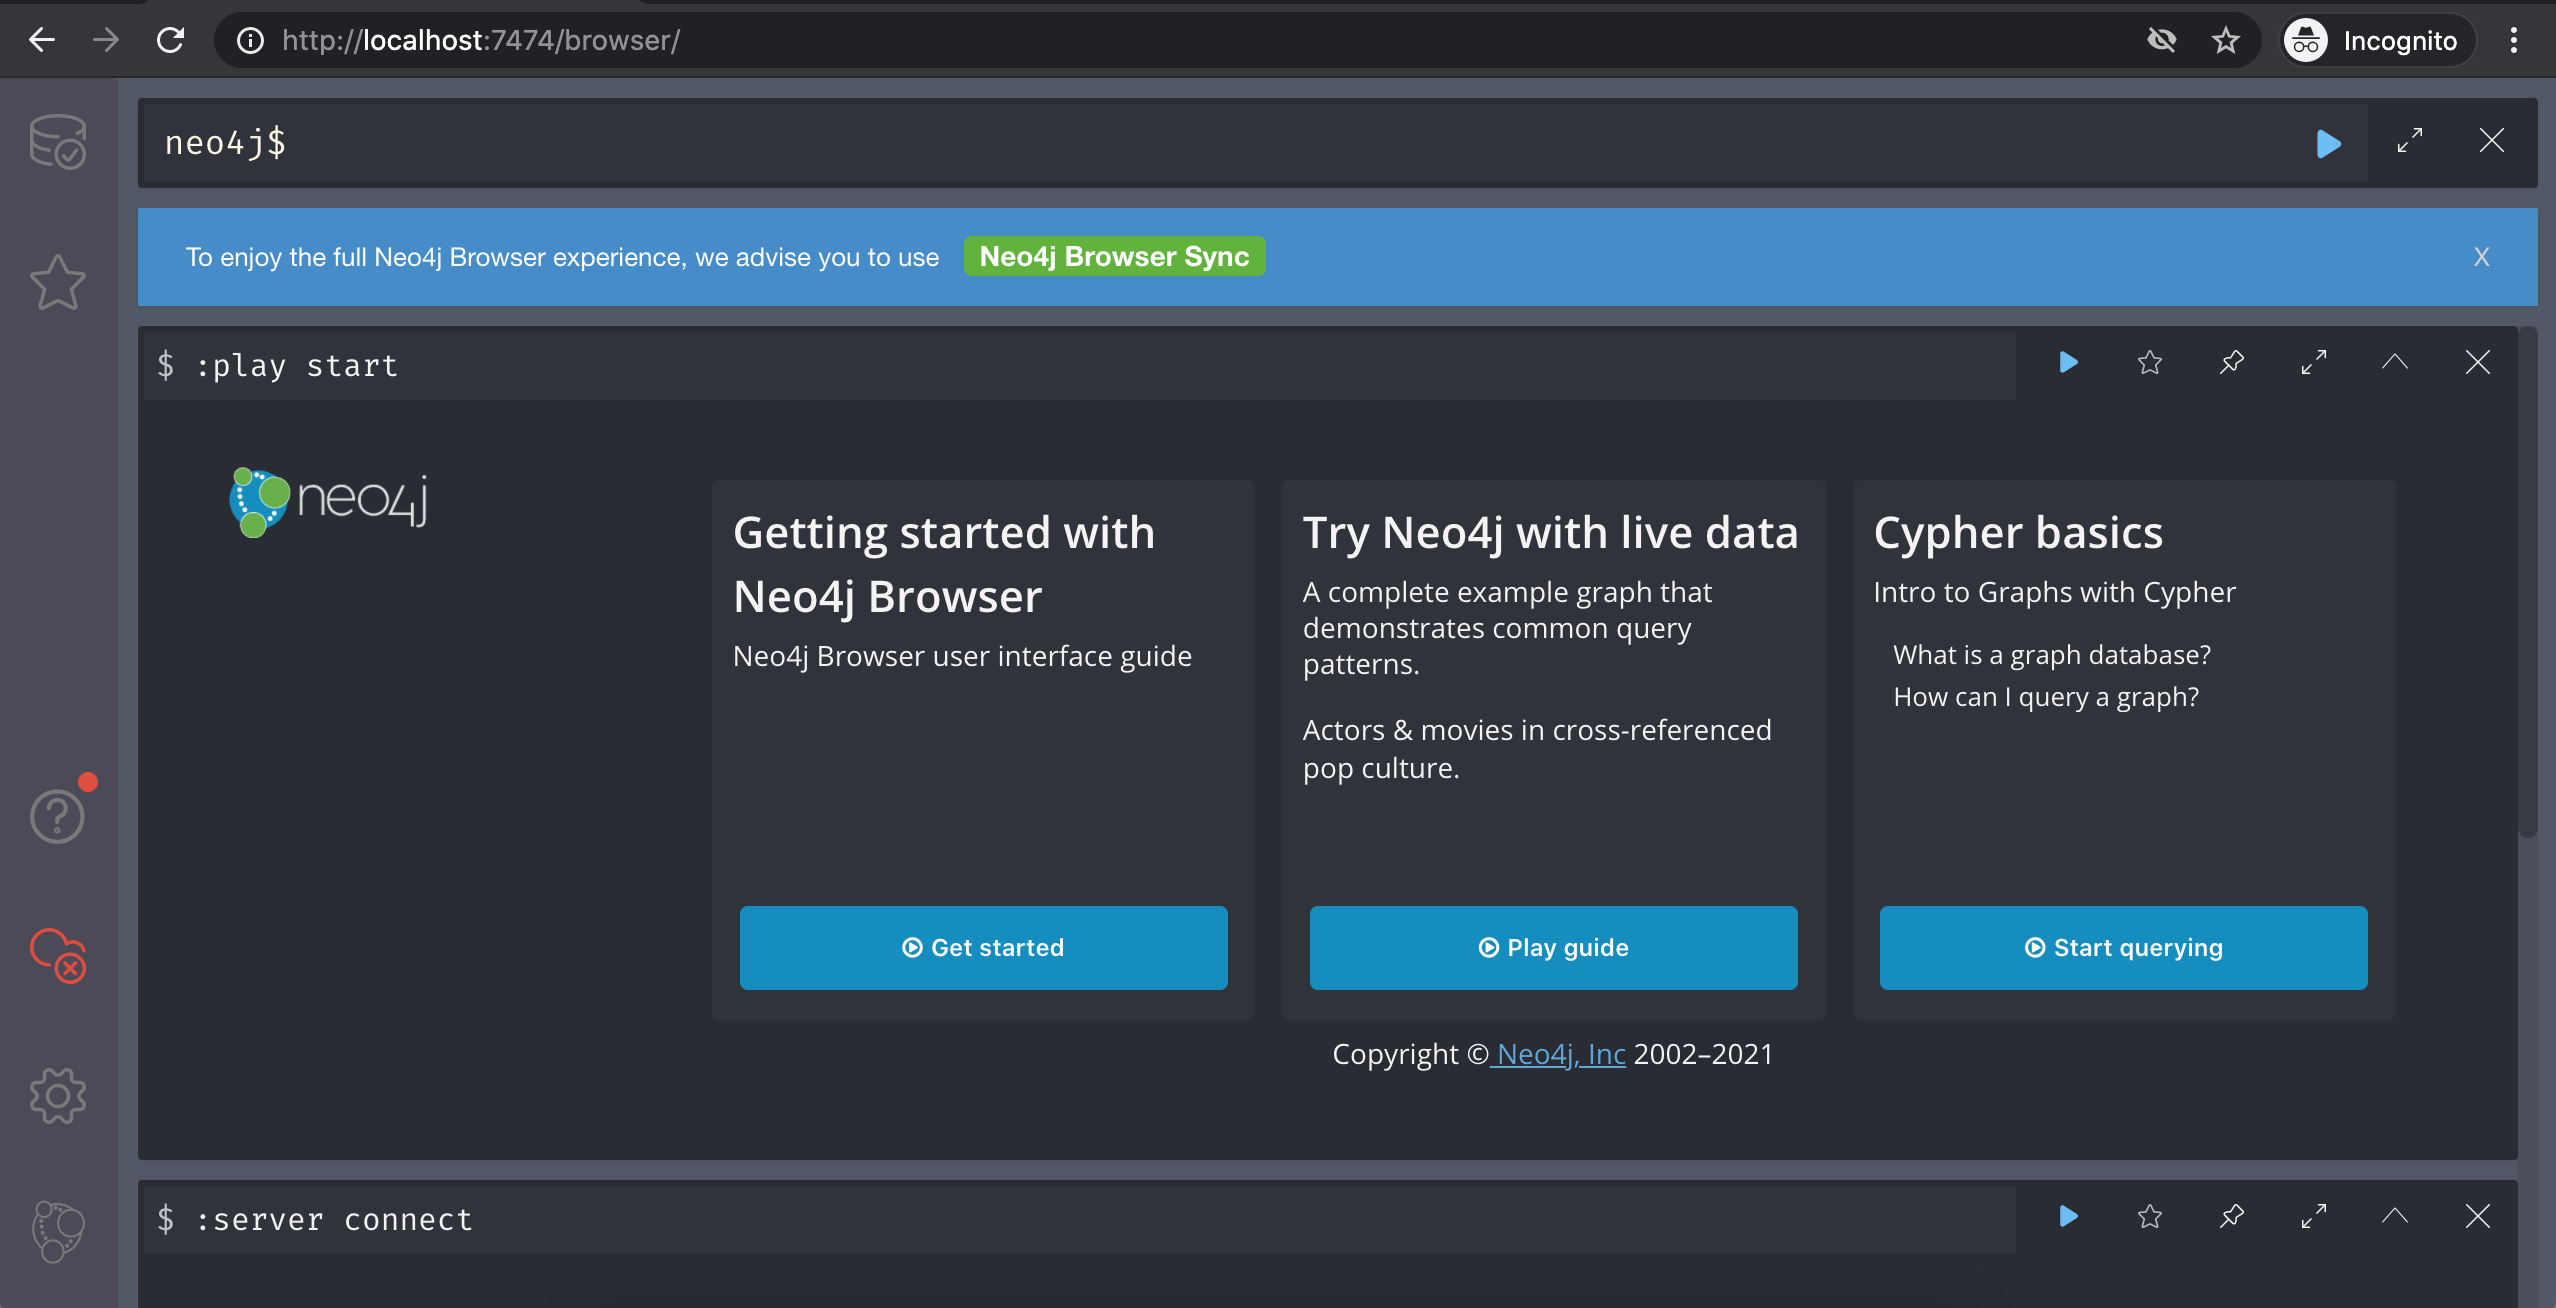 http://localhost:7474/browser/
Incognito
neo4j$
To enjoy the full Neo4j Browser experience, we advise you to use Neo4j Browser Sync X
$ :play start
neo4j
Getting started with
Neo4j Browser
Neo4j Browser user interface guide
Get started
Try Neo4j with live data
A complete example graph that
demonstrates common query
patterns.
Actors & movies in cross-referenced
pop culture.
Play guide
Cypher basics
Intro to Graphs with Cypher
What is a graph database?
How can I query a graph?
Start querying
Copyright © Neo4j, Inc 2002–2021
$ :server connect